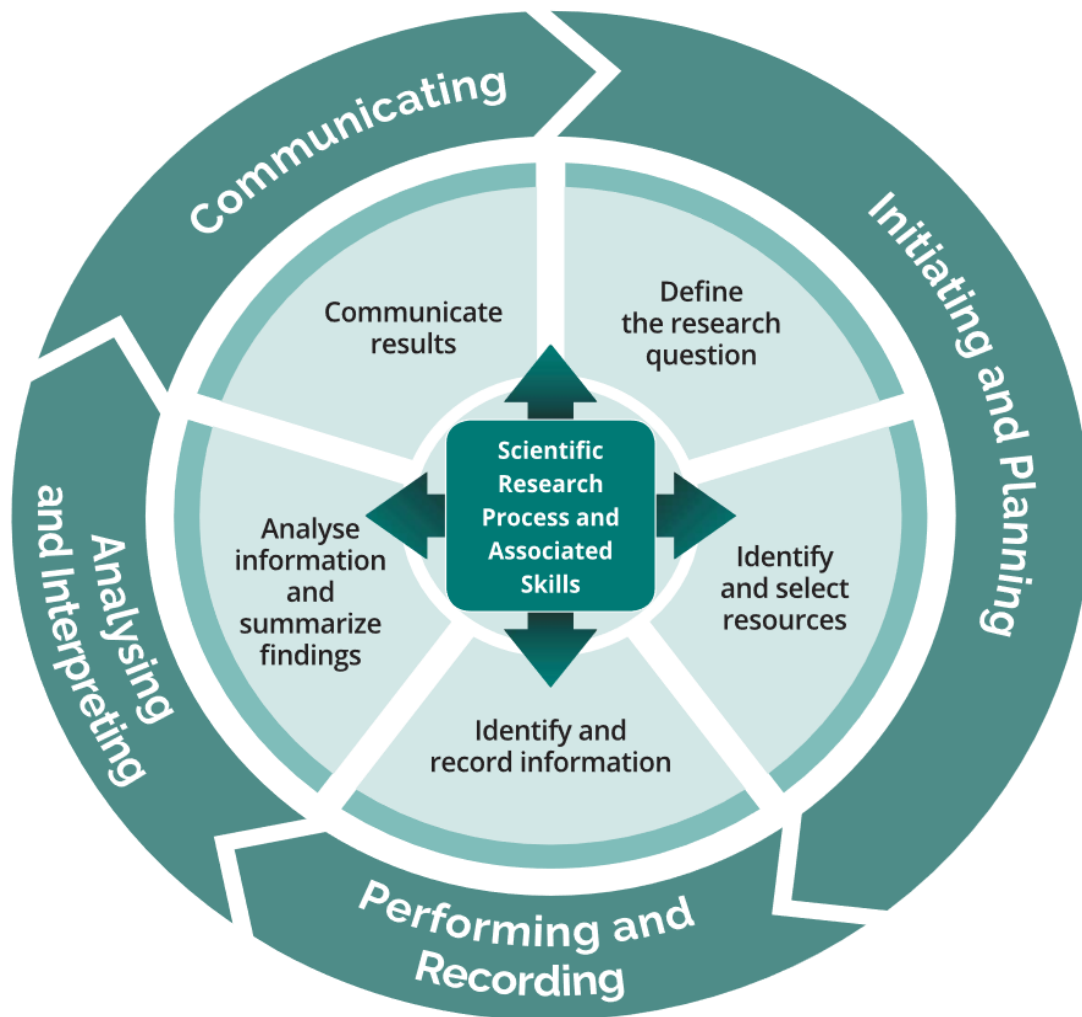 Communicating
Initiating and Planning
Communicate
results
Define
the research
question
Scientific
Research
Process and
Associated
Skills
Analyse
information
and
summarize
findings
Identify
and select
resources
Identify and
record information
Analysing
and Interpreting
Performing and
Recording